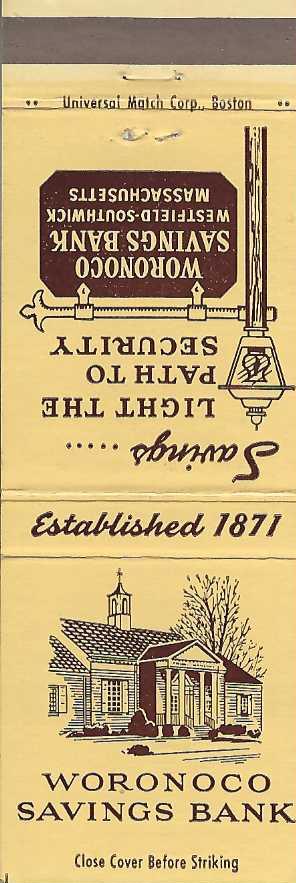 Universal Match Corp., Boston
Savings.....
LIGHT THE
PATH TO
SECURITY
WORONOCO
SAVINGS BANK
WESTFIELD-SOUTHWICK
MASSACHUSETTS
Established 1871
WORONOCO
SAVINGS BANK
Close Cover Before Striking